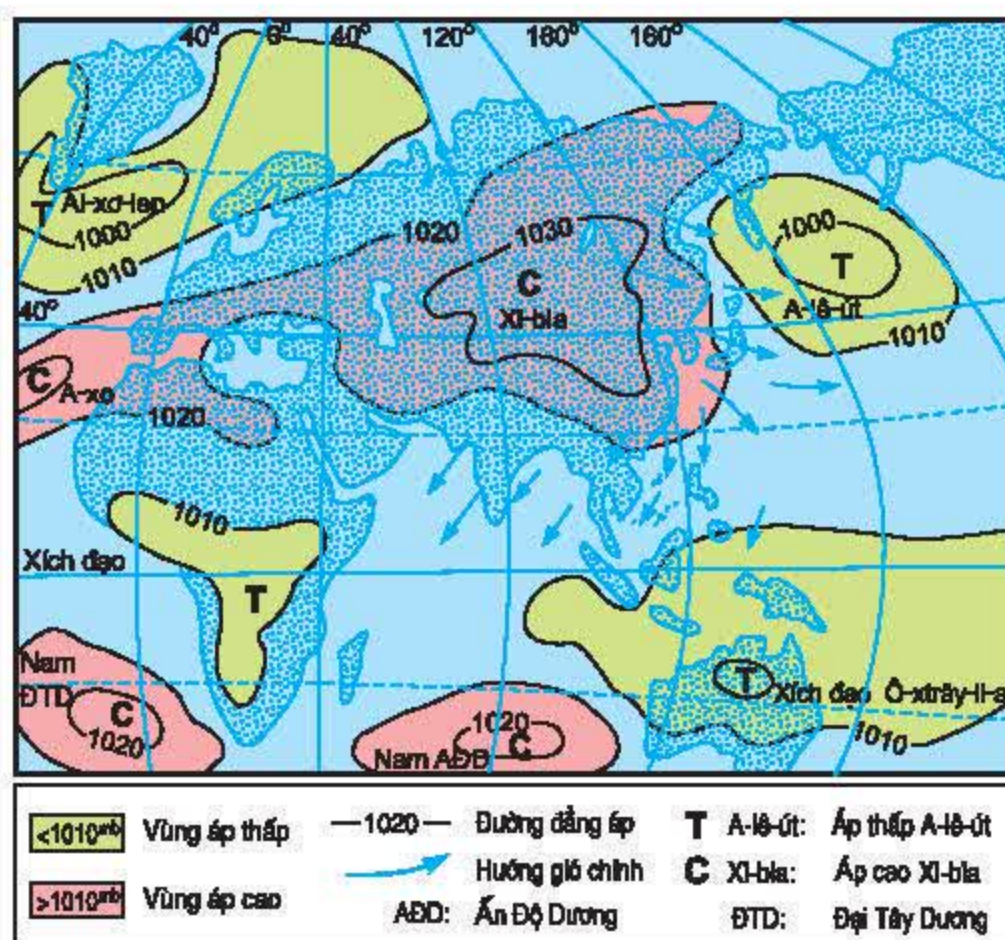 40° 0° 40° 120° 180° 160°
T Ai-xơ-len
1000
1010
1020
1030
C
Xi-bia
1000
T
A-lê-út
1010
40°
C A-xo
1020
1010
Xích đạo
T
Nam
ĐTD
C
1020
1020
C
Nam AĐD
T
Xích đạo Ô-xtrây-li-a
1010
<1010ᵐᵇ Vùng áp thấp
>1010ᵐᵇ Vùng áp cao
—1020— Đường đẳng áp
Hướng gió chính
AĐD: Ấn Độ Dương
T A-lê-út: Áp thấp A-lê-út
C Xi-bia: Áp cao Xi-bia
ĐTD: Đại Tây Dương